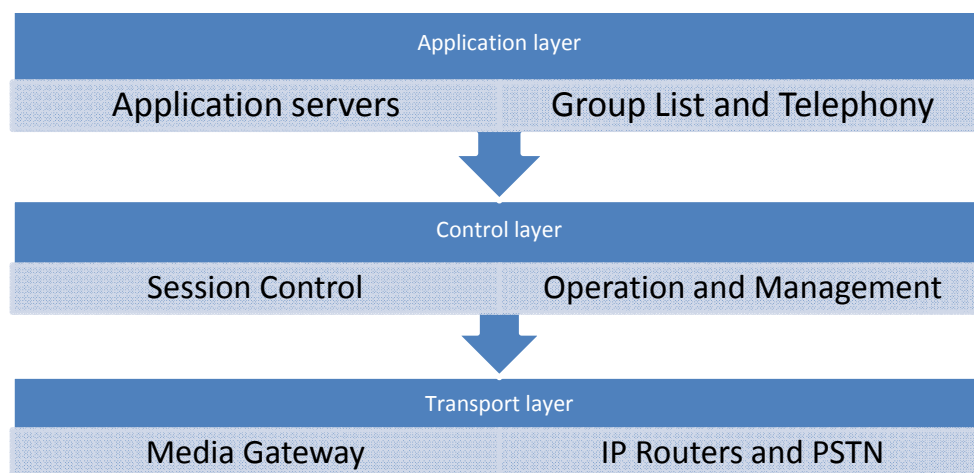 Application layer
Application servers
Group List and Telephony
Control layer
Session Control
Operation and Management
Transport layer
Media Gateway
IP Routers and PSTN